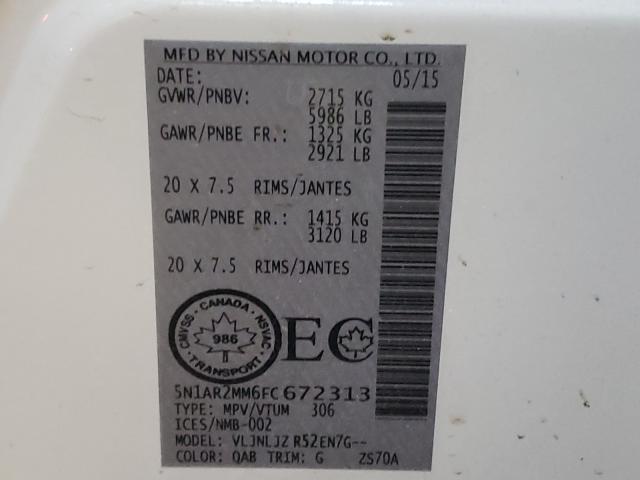 MFD BY NISSAN MOTOR CO., LTD.
DATE: 05/15
GVWR/PNBV: 2715 KG
5986 LB
GAWR/PNBE FR.: 1325 KG
2921 LB
20 X 7.5 RIMS/JANTES
GAWR/PNBE RR.: 1415 KG
3120 LB
20 X 7.5 RIMS/JANTES
CANADA
CMVSS NSVAC
986
TRANSPORT
EC
5N1AR2MM6FC672313
TYPE: MPV/VTUM 306
ICES/NMB-002
MODEL: VLJNLJZ R52EN7G--
COLOR: QAB TRIM: G ZS70A